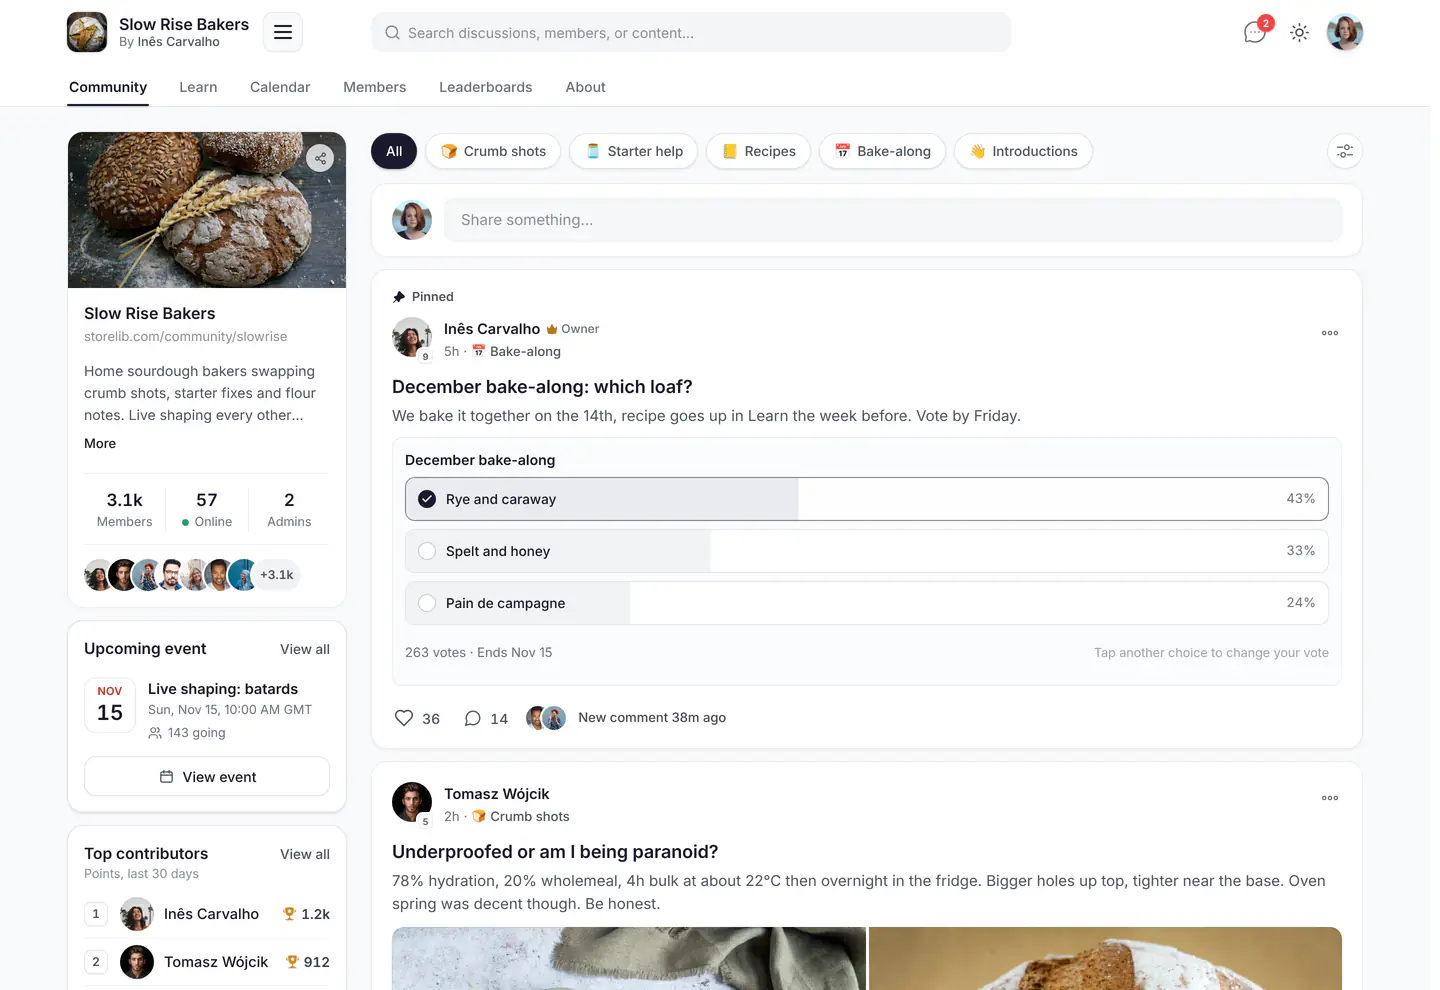 Slow Rise Bakers
By Inês Carvalho
Search discussions, members, or content...
2
Community
Learn
Calendar
Members
Leaderboards
About
Slow Rise Bakers
storelib.com/community/slowrise
Home sourdough bakers swapping
crumb shots, starter fixes and flour
notes. Live shaping every other...
More
3.1k
Members
57
Online
2
Admins
+3.1k
Upcoming event
View all
NOV
15
Live shaping: batards
Sun, Nov 15, 10:00 AM GMT
143 going
View event
Top contributors
View all
Points, last 30 days
1
Inês Carvalho
1.2k
2
Tomasz Wójcik
912
All
Crumb shots
Starter help
Recipes
Bake-along
Introductions
Share something...
Pinned
Inês Carvalho
Owner
9
5h · Bake-along
December bake-along: which loaf?
We bake it together on the 14th, recipe goes up in Learn the week before. Vote by Friday.
December bake-along
Rye and caraway
43%
Spelt and honey
33%
Pain de campagne
24%
263 votes · Ends Nov 15
Tap another choice to change your vote
36
14
New comment 38m ago
Tomasz Wójcik
5
2h · Crumb shots
Underproofed or am I being paranoid?
78% hydration, 20% wholemeal, 4h bulk at about 22°C then overnight in the fridge. Bigger holes up top, tighter near the base. Oven
spring was decent though. Be honest.